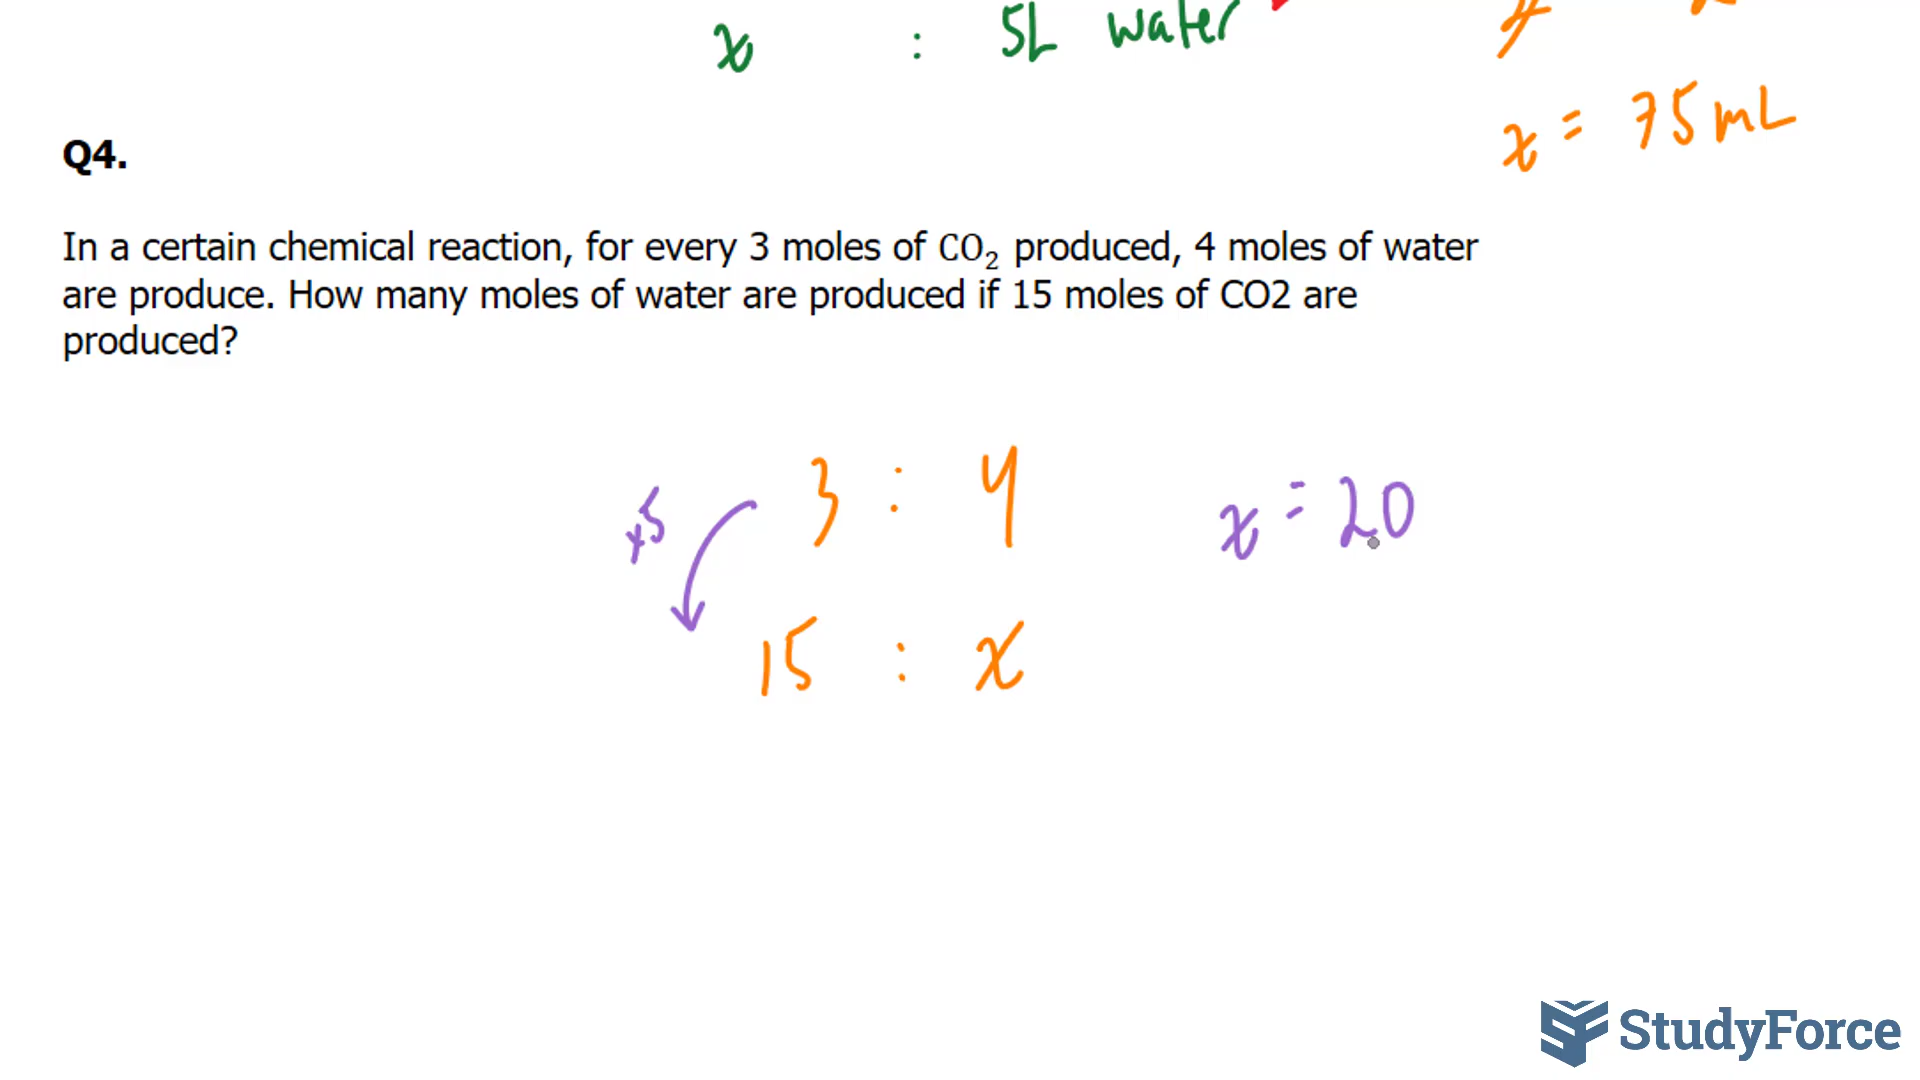 x : 5L water
x = 75 mL
Q4.
In a certain chemical reaction, for every 3 moles of CO₂ produced, 4 moles of water
are produce. How many moles of water are produced if 15 moles of CO2 are
produced?
x5 3 : 4 x = 20
15 : x
StudyForce